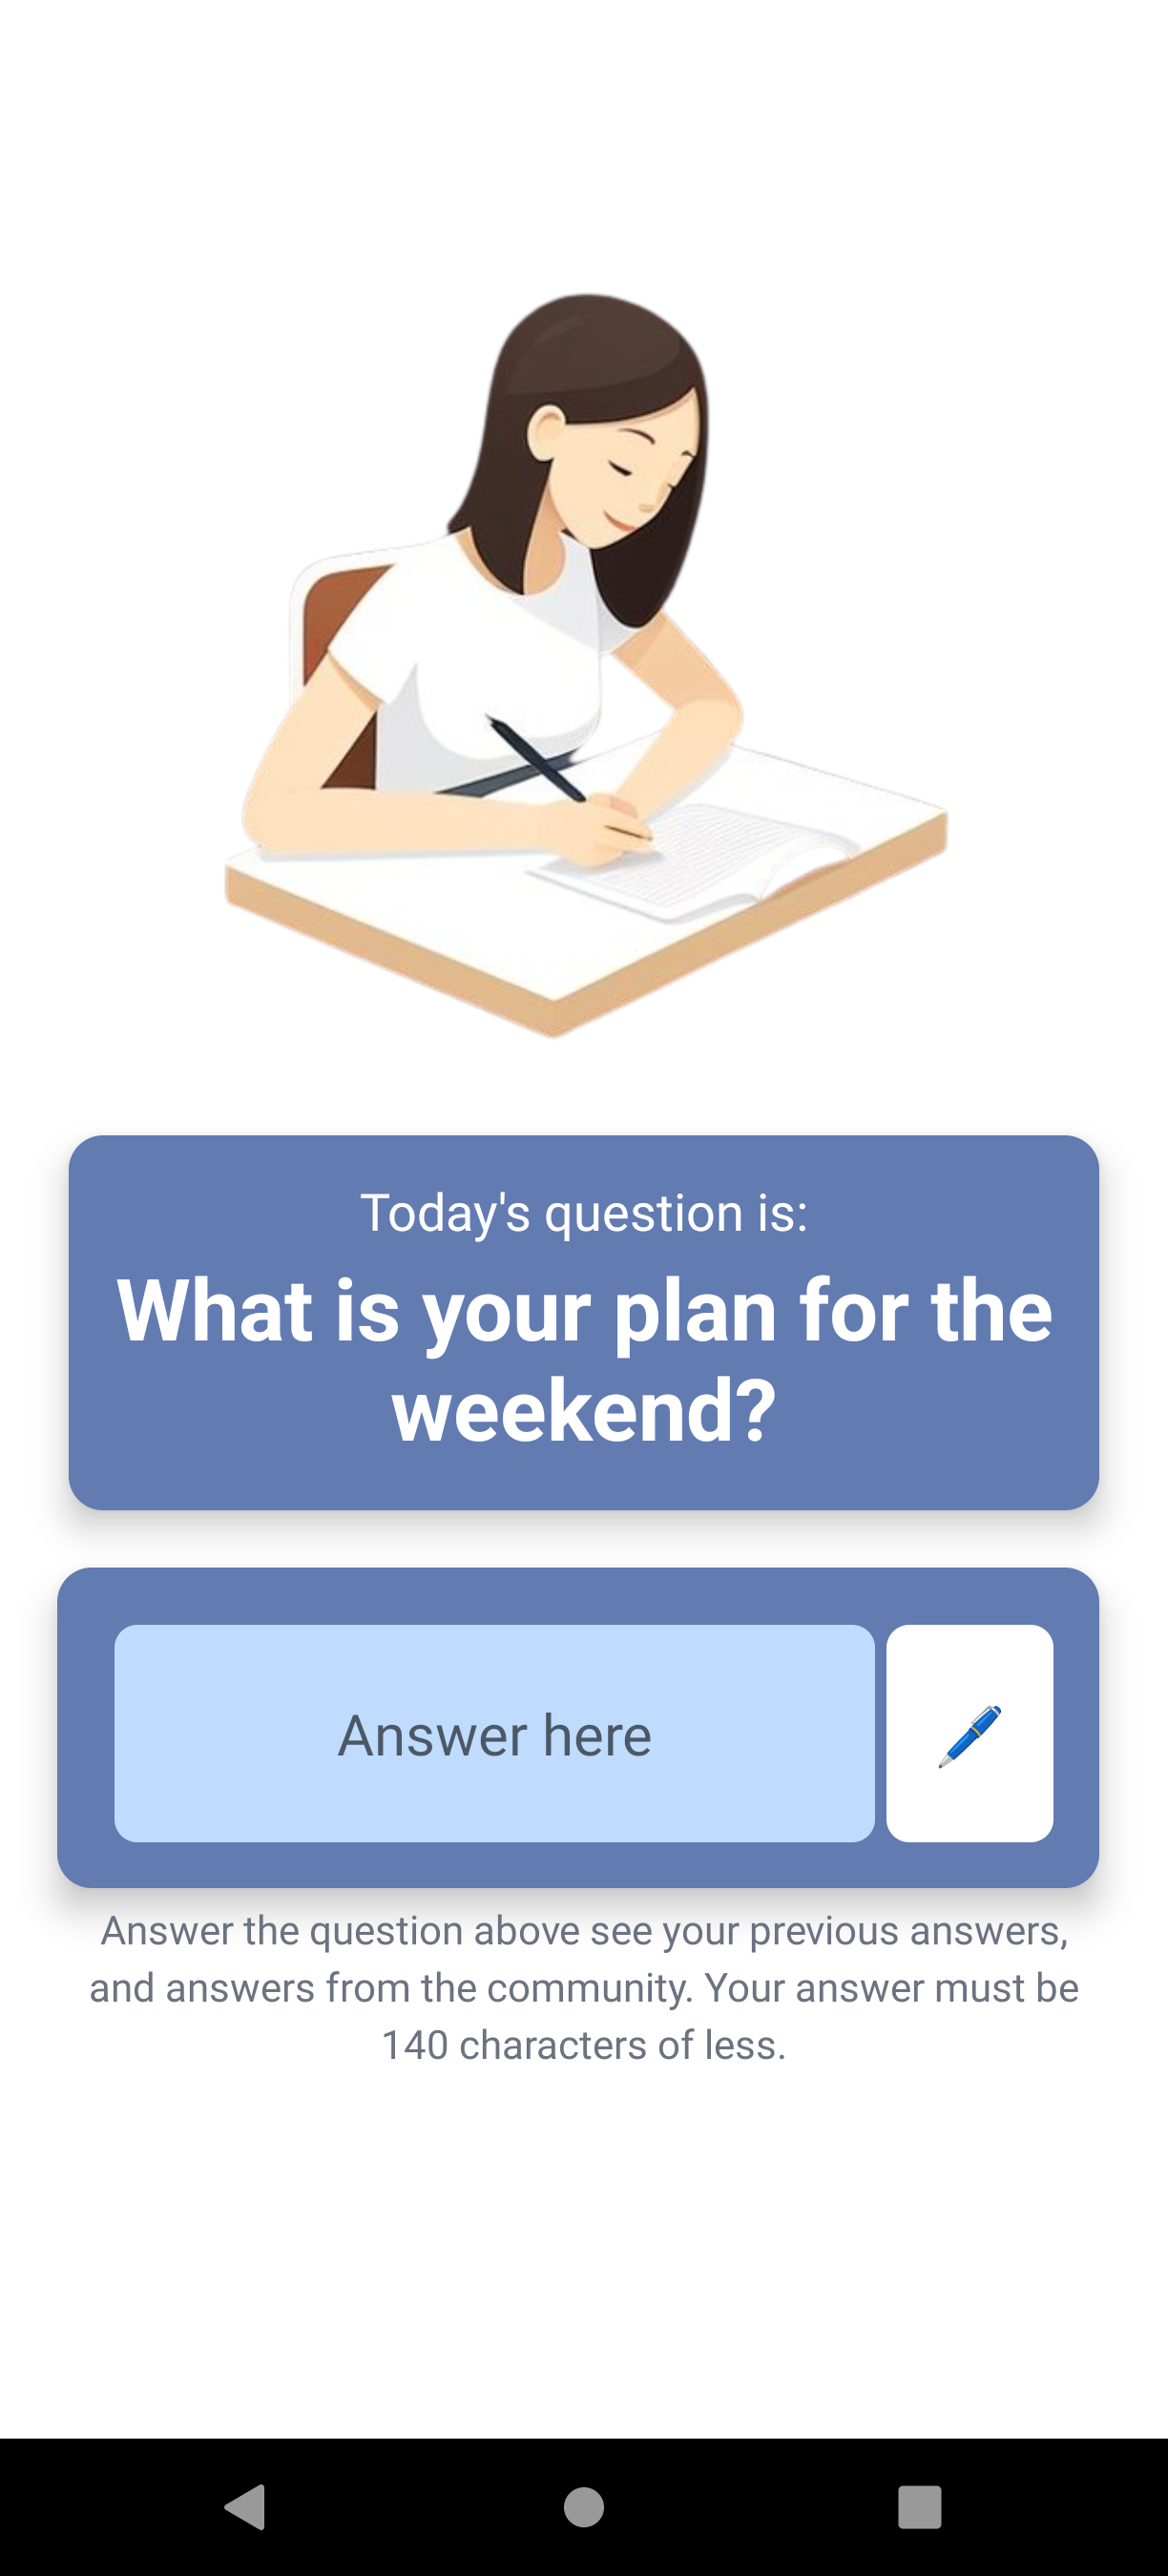 Today's question is:
What is your plan for the
weekend?
Answer here
Answer the question above see your previous answers,
and answers from the community. Your answer must be
140 characters of less.